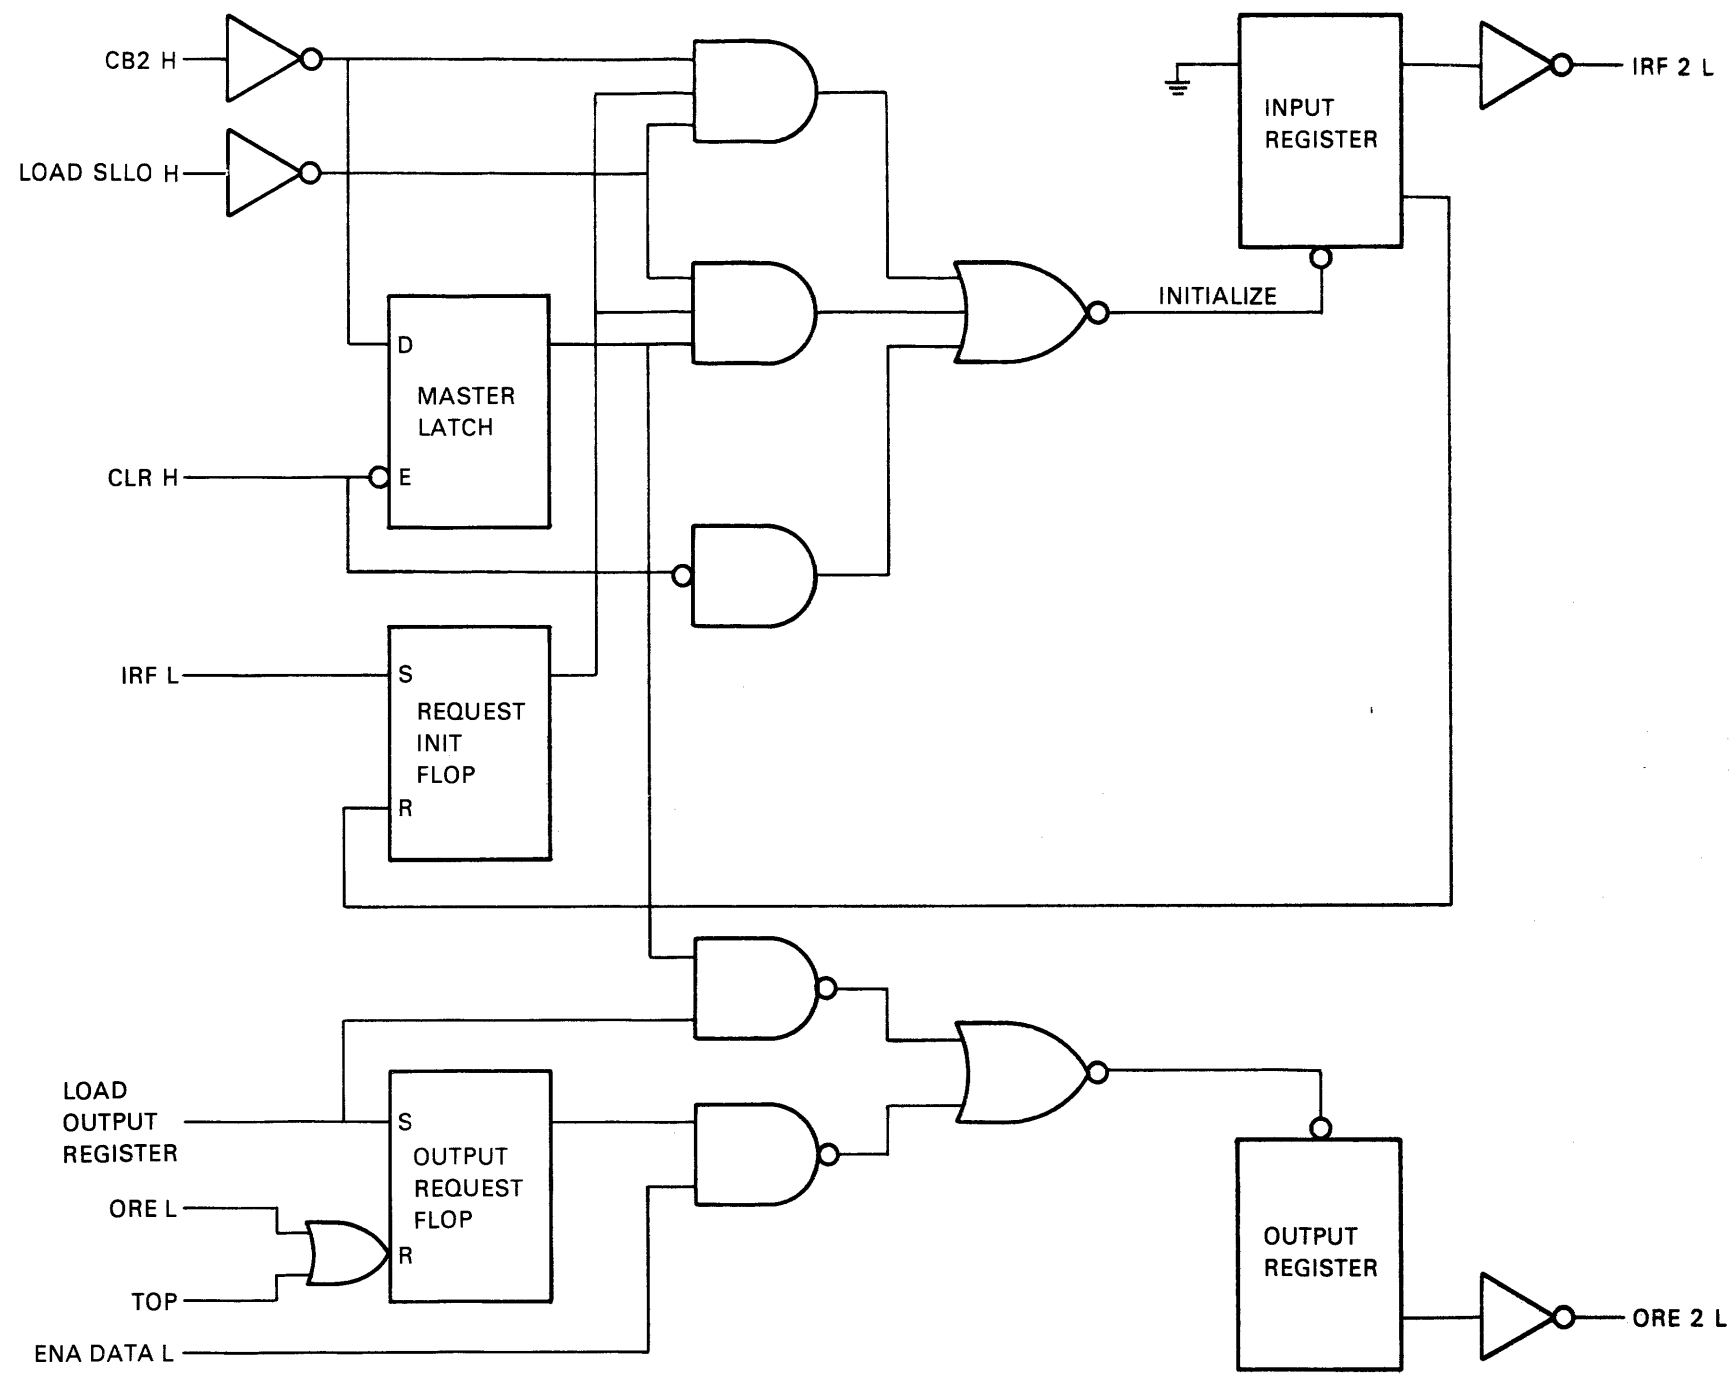 CB2 H
IRF 2 L
INPUT
REGISTER
LOAD SLLO H
INITIALIZE
D
MASTER
LATCH
CLR H
E
IRF L
S
REQUEST
INIT
FLOP
R
LOAD
OUTPUT
REGISTER
S
OUTPUT
REQUEST
FLOP
ORE L
R
TOP
ENA DATA L
OUTPUT
REGISTER
ORE 2 L